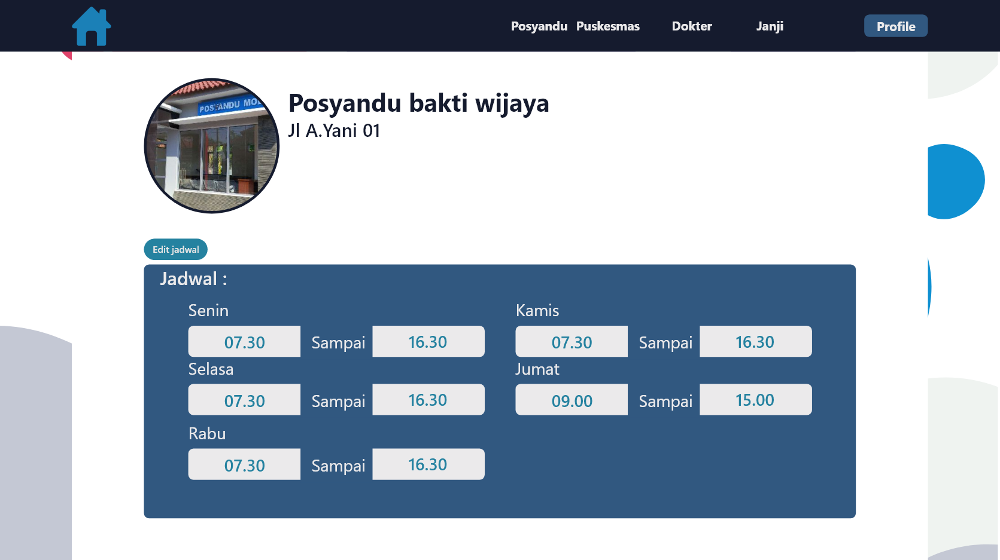 Posyandu Puskesmas Dokter Janji Profile
POSYANDU
Posyandu bakti wijaya
Jl A.Yani 01
Edit jadwal
Jadwal :
Senin
07.30 Sampai 16.30
Selasa
07.30 Sampai 16.30
Rabu
07.30 Sampai 16.30
Kamis
07.30 Sampai 16.30
Jumat
09.00 Sampai 15.00